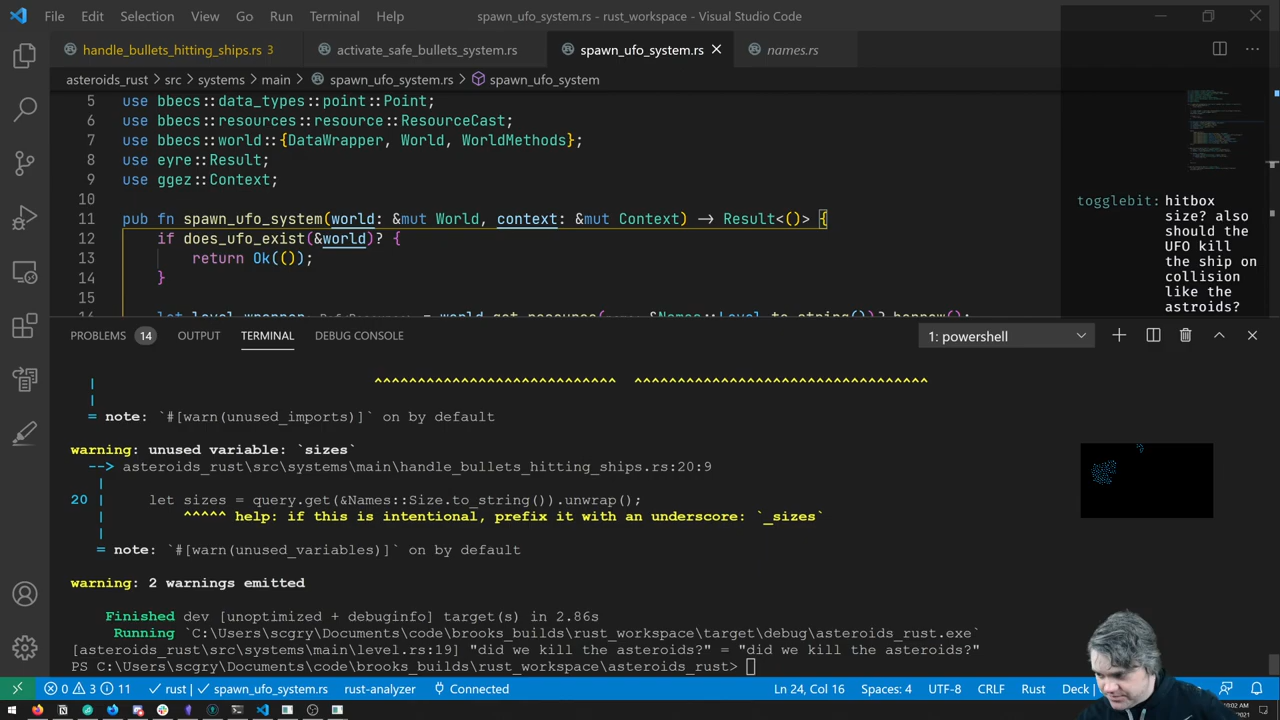 File Edit Selection View Go Run Terminal Help spawn_ufo_system.rs - rust_workspace - Visual Studio Code
handle_bullets_hitting_ships.rs 3 activate_safe_bullets_system.rs spawn_ufo_system.rs names.rs
asteroids_rust > src > systems > main > spawn_ufo_system.rs > spawn_ufo_system
5 use bbecs::data_types::point::Point;
6 use bbecs::resources::resource::ResourceCast;
7 use bbecs::world::{DataWrapper, World, WorldMethods};
8 use eyre::Result;
9 use ggez::Context;
10
11 pub fn spawn_ufo_system(world: &mut World, context: &mut Context) → Result<()> {
12 if does_ufo_exist(&world)? {
13 return Ok(());
14 }
15
togglebit: hitbox
size? also
should the
UFO kill
the ship on
collision
like the
astroids?
PROBLEMS 14 OUTPUT TERMINAL DEBUG CONSOLE 1: powershell
| ^^^^^^^^^^^^^^^^^^^^^^^^^^^^ ^^^^^^^^^^^^^^^^^^^^^^^^^^^^^^^^^^
|
= note: `#[warn(unused_imports)]` on by default
warning: unused variable: `sizes`
--> asteroids_rust\src\systems\main\handle_bullets_hitting_ships.rs:20:9
|
20 | let sizes = query.get(&Names::Size.to_string()).unwrap();
| ^^^^^ help: if this is intentional, prefix it with an underscore: `_sizes`
|
= note: `#[warn(unused_variables)]` on by default
warning: 2 warnings emitted
Finished dev [unoptimized + debuginfo] target(s) in 2.86s
Running `C:\Users\scgry\Documents\code\brooks_builds\rust_workspace\target\debug\asteroids_rust.exe`
[asteroids_rust\src\systems\main\level.rs:19] "did we kill the asteroids?" = "did we kill the asteroids?"
PS C:\Users\scgry\Documents\code\brooks_builds\rust_workspace\asteroids_rust>
0 3 11 rust | spawn_ufo_system.rs rust-analyzer Connected Ln 24, Col 16 Spaces: 4 UTF-8 CRLF Rust Deck